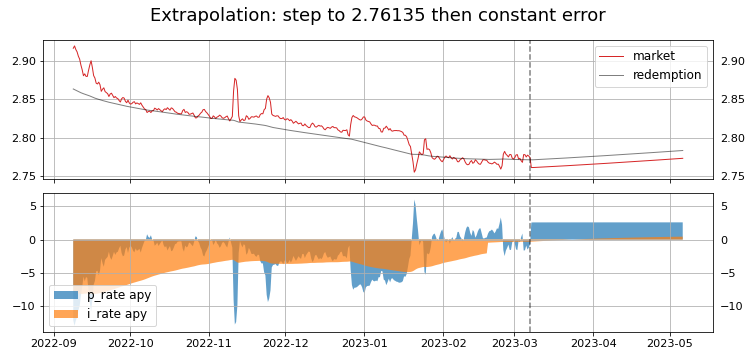 Extrapolation: step to 2.76135 then constant error
2.90 2.90
2.85 2.85
2.80 2.80
2.75 2.75
market
redemption
5 5
0 0
−5 −5
−10 −10
p_rate apy
i_rate apy
2022-09 2022-10 2022-11 2022-12 2023-01 2023-02 2023-03 2023-04 2023-05